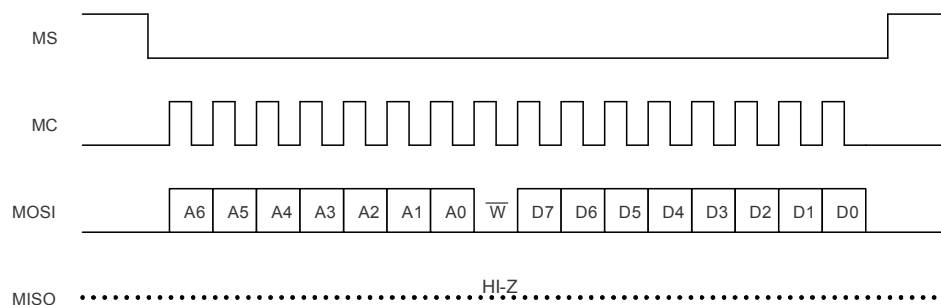 MS
MC
MOSI A6 A5 A4 A3 A2 A1 A0 W̅ D7 D6 D5 D4 D3 D2 D1 D0
HI-Z
MISO